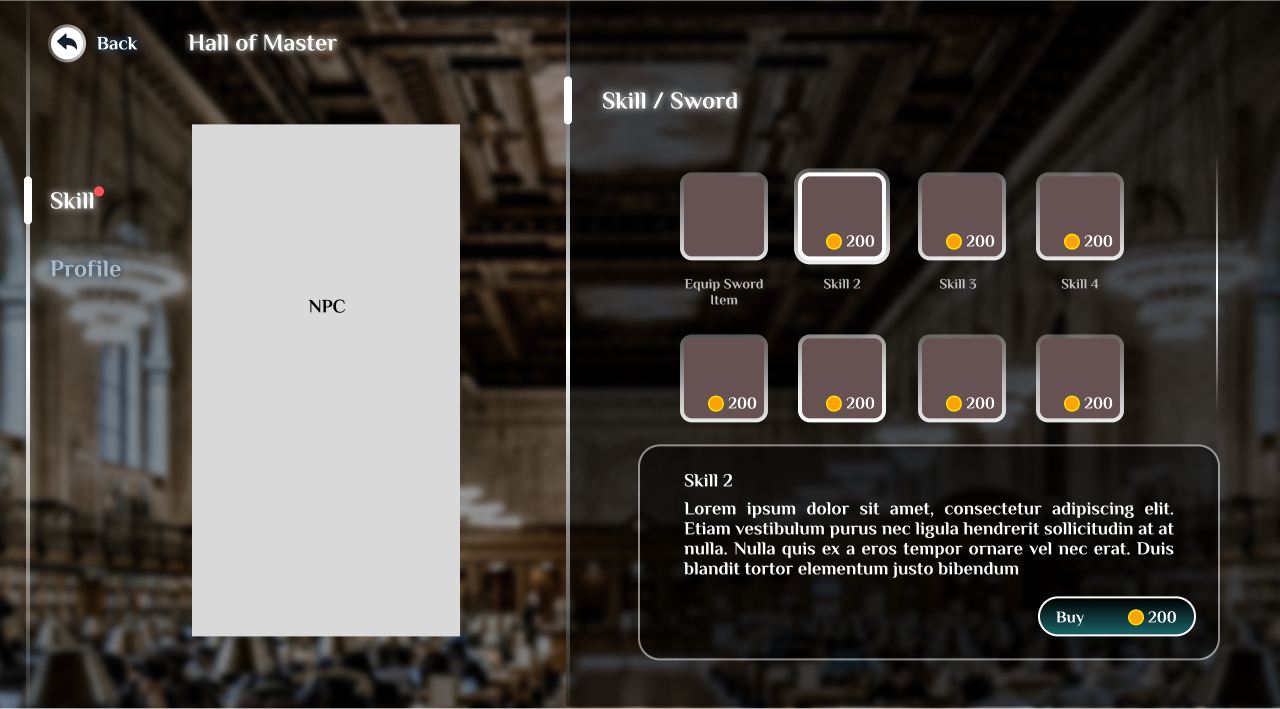 Back
Hall of Master
Skill / Sword
Skill
Profile
NPC
200
200
200
Equip Sword
Item
Skill 2
Skill 3
Skill 4
200
200
200
200
Skill 2
Lorem ipsum dolor sit amet, consectetur adipiscing elit.
Etiam vestibulum purus nec ligula hendrerit sollicitudin at at
nulla. Nulla quis ex a eros tempor ornare vel nec erat. Duis
blandit tortor elementum justo bibendum
Buy 200